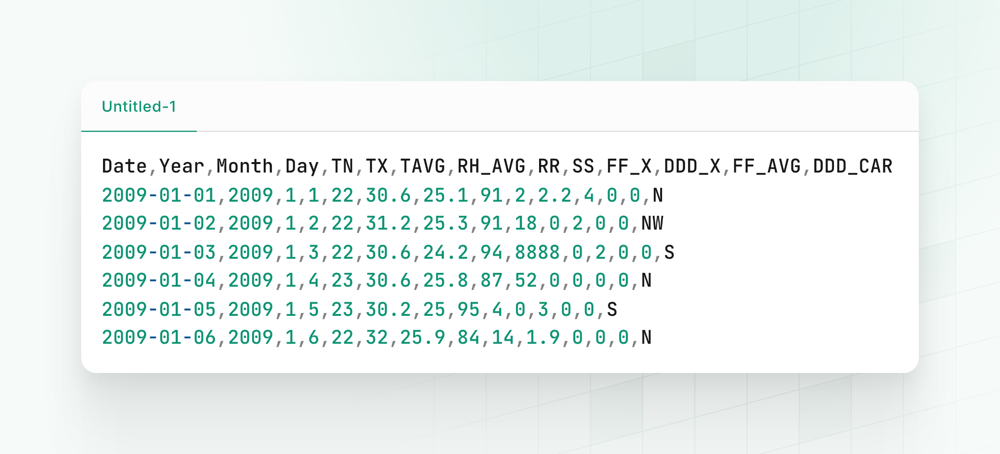 Untitled-1
Date,Year,Month,Day,TN,TX,TAVG,RH_AVG,RR,SS,FF_X,DDD_X,FF_AVG,DDD_CAR
2009-01-01,2009,1,1,22,30.6,25.1,91,2,2.2,4,0,0,N
2009-01-02,2009,1,2,22,31.2,25.3,91,18,0,2,0,0,NW
2009-01-03,2009,1,3,22,30.6,24.2,94,8888,0,2,0,0,S
2009-01-04,2009,1,4,23,30.6,25.8,87,52,0,0,0,0,N
2009-01-05,2009,1,5,23,30.2,25,95,4,0,3,0,0,S
2009-01-06,2009,1,6,22,32,25.9,84,14,1.9,0,0,0,N